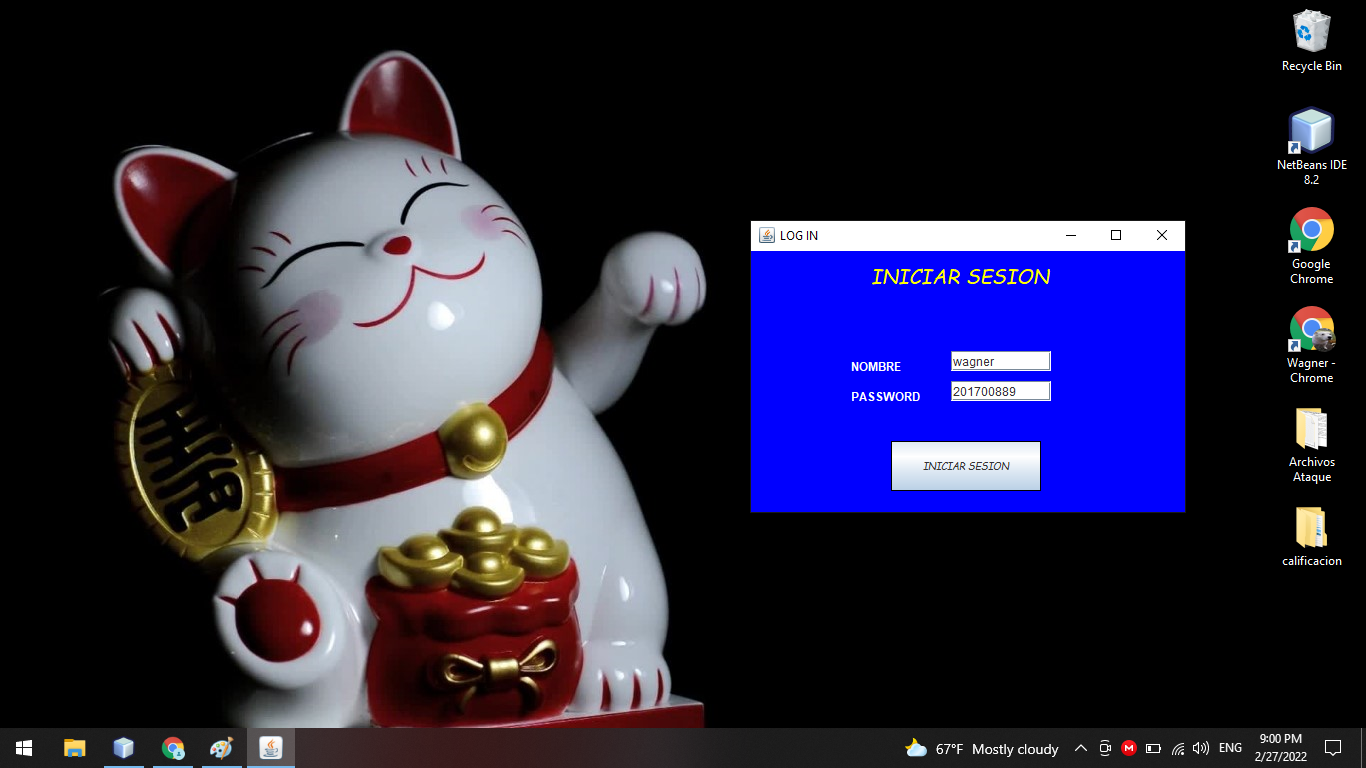 Recycle Bin
NetBeans IDE
8.2
Google
Chrome
Wagner -
Chrome
Archivos
Ataque
calificacion
LOG IN
INICIAR SESION
NOMBRE
wagner
PASSWORD
201700889
INICIAR SESION
67°F Mostly cloudy
ENG
9:00 PM
2/27/2022